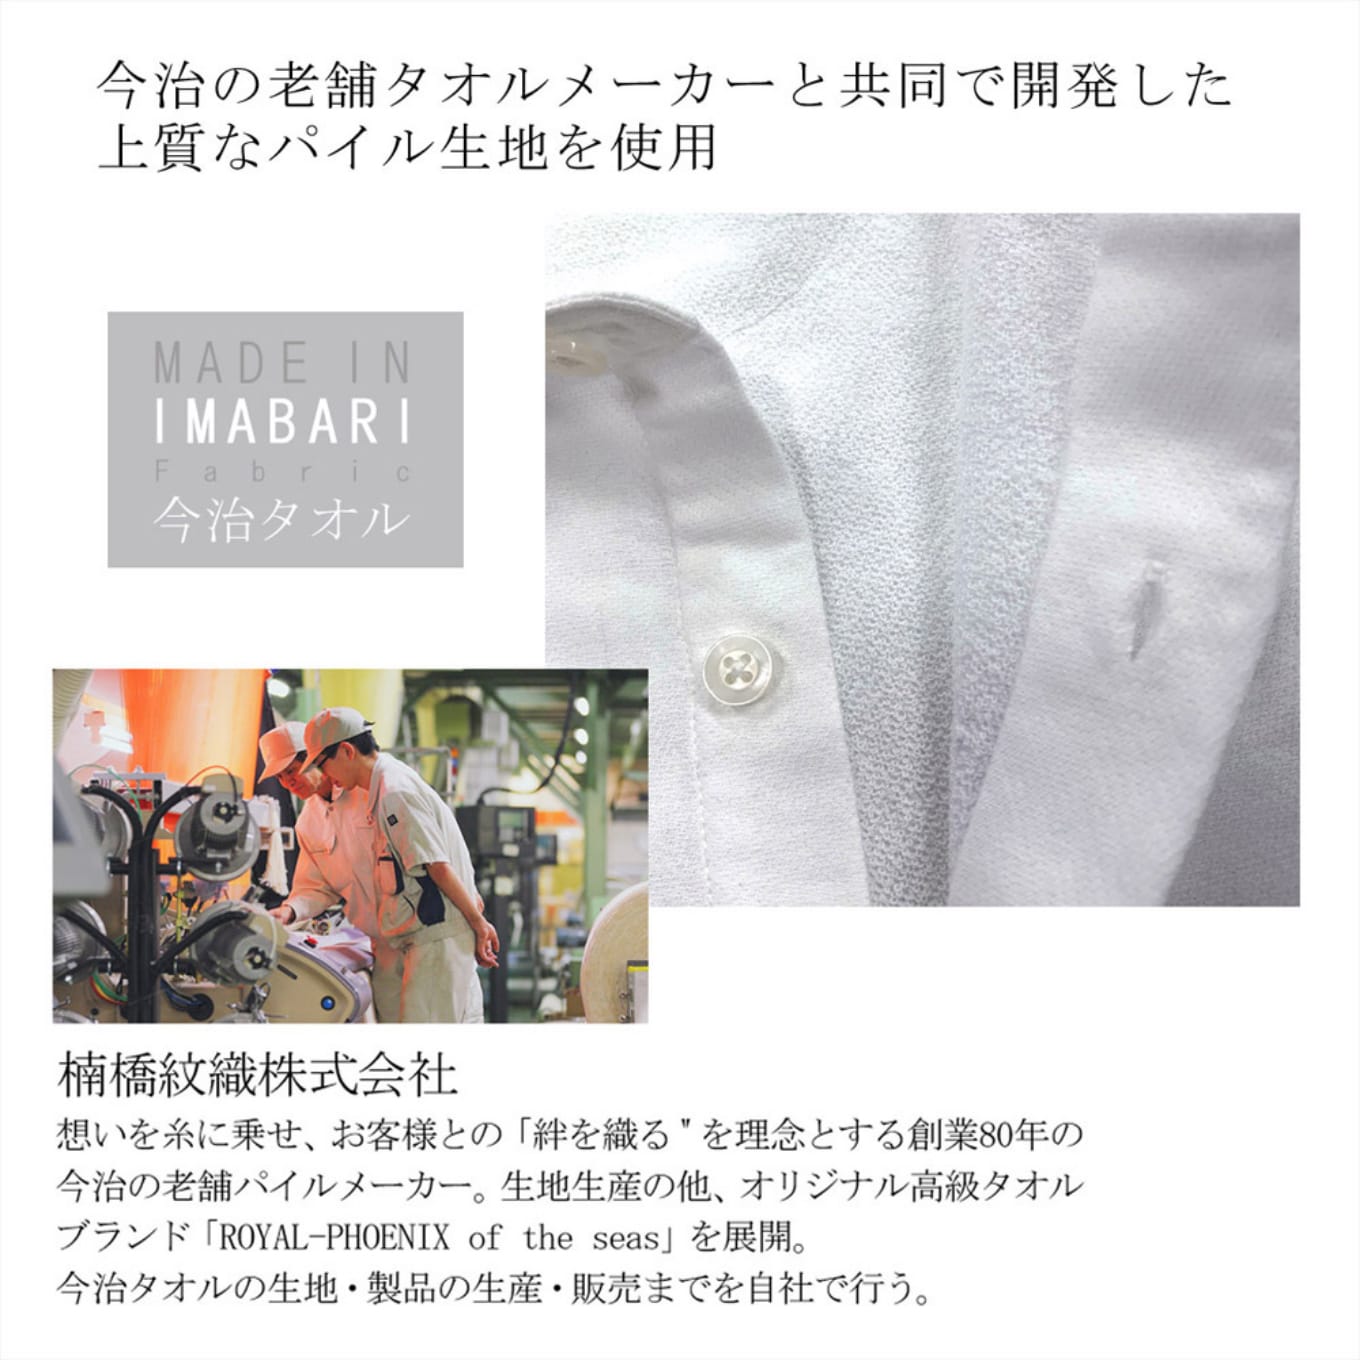 今治の老舗タオルメーカーと共同で開発した
上質なパイル生地を使用
MADE IN
IMABARI
Fabric
今治タオル
楠橋紋織株式会社
想いを糸に乗せ、お客様との「絆を織る"を理念とする創業80年の
今治の老舗パイルメーカー。生地生産の他、オリジナル高級タオル
ブランド「ROYAL-PHOENIX of the seas」を展開。
今治タオルの生地・製品の生産・販売までを自社で行う。